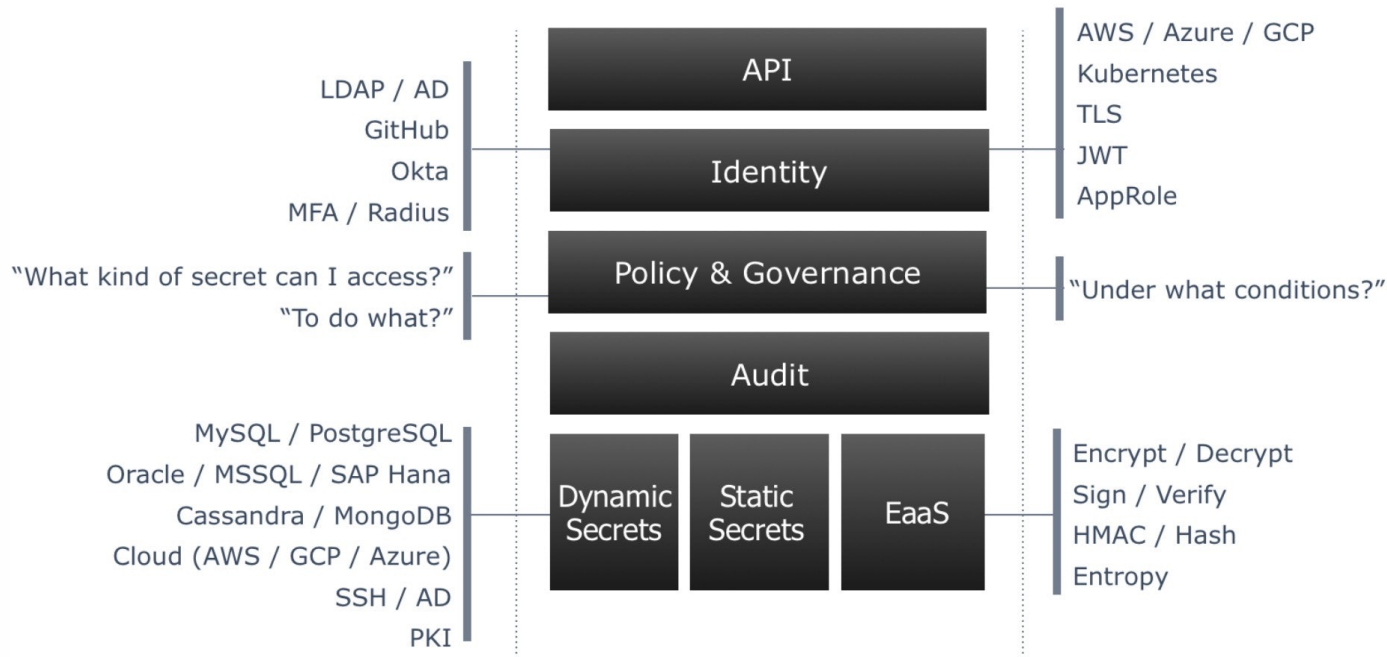 API
Identity
Policy & Governance
Audit
Dynamic
Secrets
Static
Secrets
EaaS
LDAP / AD
GitHub
Okta
MFA / Radius
“What kind of secret can I access?”
“To do what?”
MySQL / PostgreSQL
Oracle / MSSQL / SAP Hana
Cassandra / MongoDB
Cloud (AWS / GCP / Azure)
SSH / AD
PKI
AWS / Azure / GCP
Kubernetes
TLS
JWT
AppRole
“Under what conditions?”
Encrypt / Decrypt
Sign / Verify
HMAC / Hash
Entropy